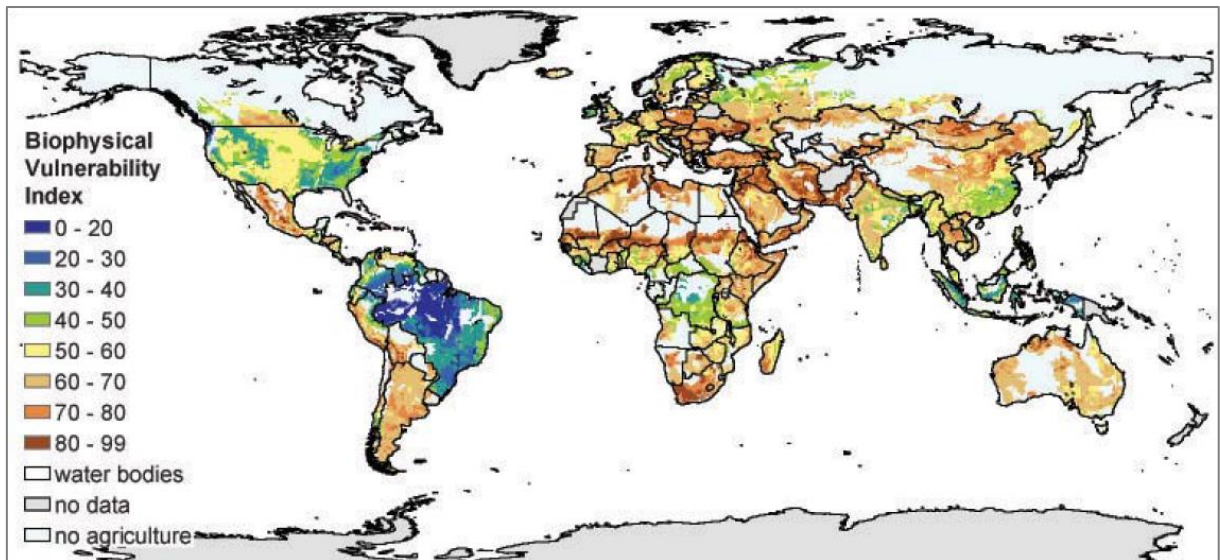 Biophysical
Vulnerability
Index
0 - 20
20 - 30
30 - 40
40 - 50
50 - 60
60 - 70
70 - 80
80 - 99
water bodies
no data
no agriculture